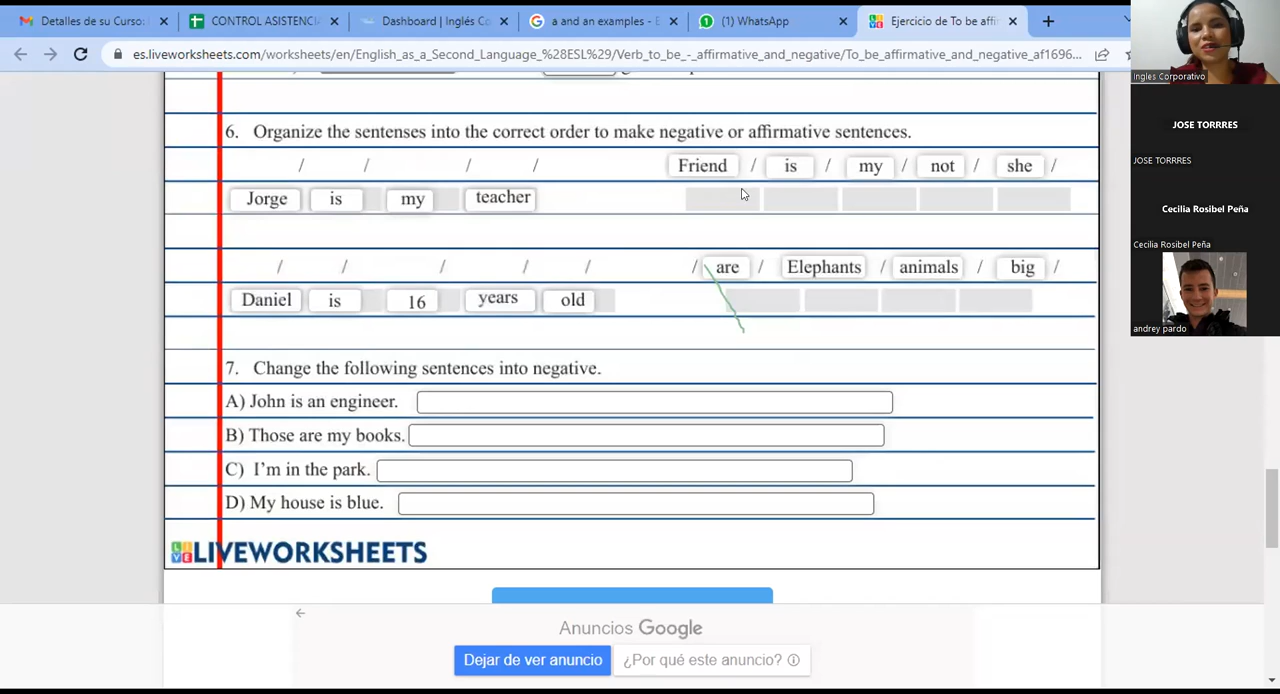 Detalles de su Curso:
CONTROL ASISTENCI
Dashboard | Inglés Co
a and an examples - B
(1) WhatsApp
Ejercicio de To be affi
es.liveworksheets.com/worksheets/en/English_as_a_Second_Language_%28ESL%29/Verb_to_be_-_affirmative_and_negative/To_be_affirmative_and_negative_af1696...
6. Organize the sentenses into the correct order to make negative or affirmative sentences.
/ / / / Friend / is / my / not / she /
Jorge is my teacher
/ / / / / / are / Elephants / animals / big /
Daniel is 16 years old
7. Change the following sentences into negative.
A) John is an engineer.
B) Those are my books.
C) I'm in the park.
D) My house is blue.
LIVEWORKSHEETS
Anuncios Google
Dejar de ver anuncio ¿Por qué este anuncio?
Ingles Corporativo
JOSE TORRRES
JOSE TORRRES
Cecilia Rosibel Peña
Cecilia Rosibel Peña
andrey pardo